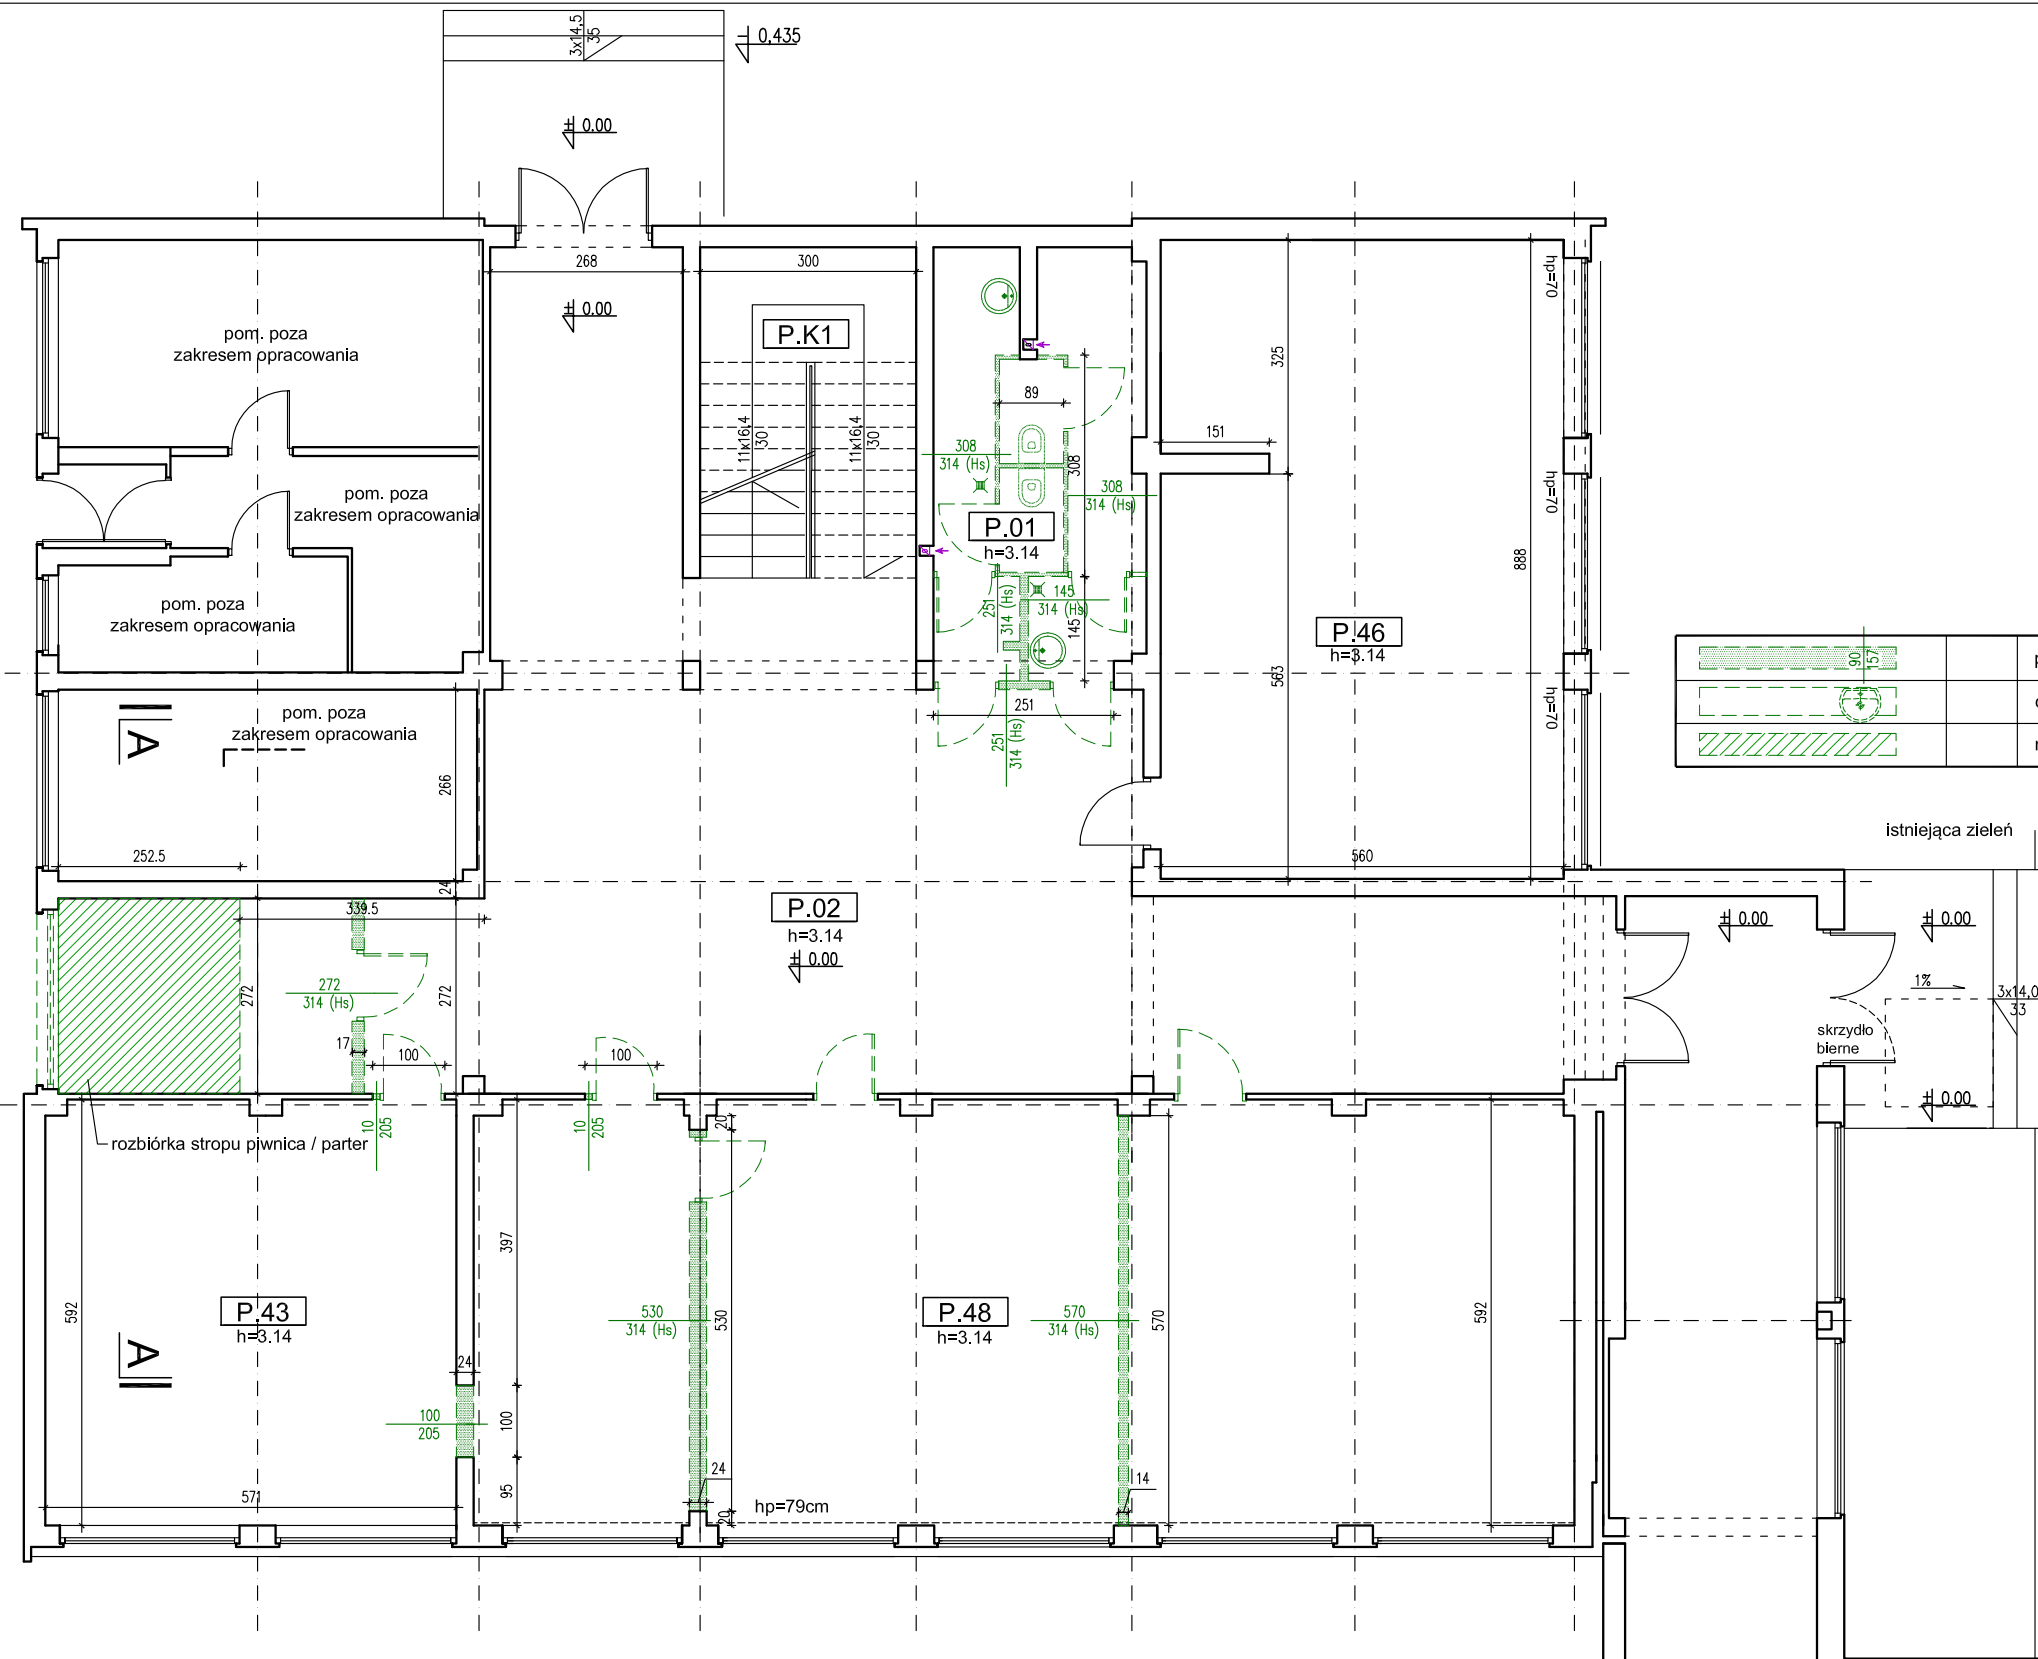 3x14,5
35
0,435
± 0.00
268
300
± 0.00
hp=70
P.K1
pom. poza
zakresem opracowania
325
89
151
11x16,4
30
11x16,4
30
308
314 (Hs)
308
308
314 (Hs)
hp=70
pom. poza
zakresem opracowania
P.01
h=3.14
888
pom. poza
zakresem opracowania
251
314 (Hs)
145
314 (Hs)
145
P.46
h=3.14
563
90
157
hp=70
251
251
314 (Hs)
pom. poza
zakresem opracowania
A
266
252.5
560
istniejąca zieleń
24
339.5
P.02
h=3.14
± 0.00
± 0.00
± 0.00
272
314 (Hs)
272
272
1%
3x14,0
33
skrzydło
bierne
17
100
100
± 0.00
10
205
10
205
20
rozbiórka stropu piwnica / parter
397
592
P.43
h=3.14
530
314 (Hs)
530
P.48
h=3.14
570
314 (Hs)
570
592
A
24
100
205
100
24
14
571
95
hp=79cm
20